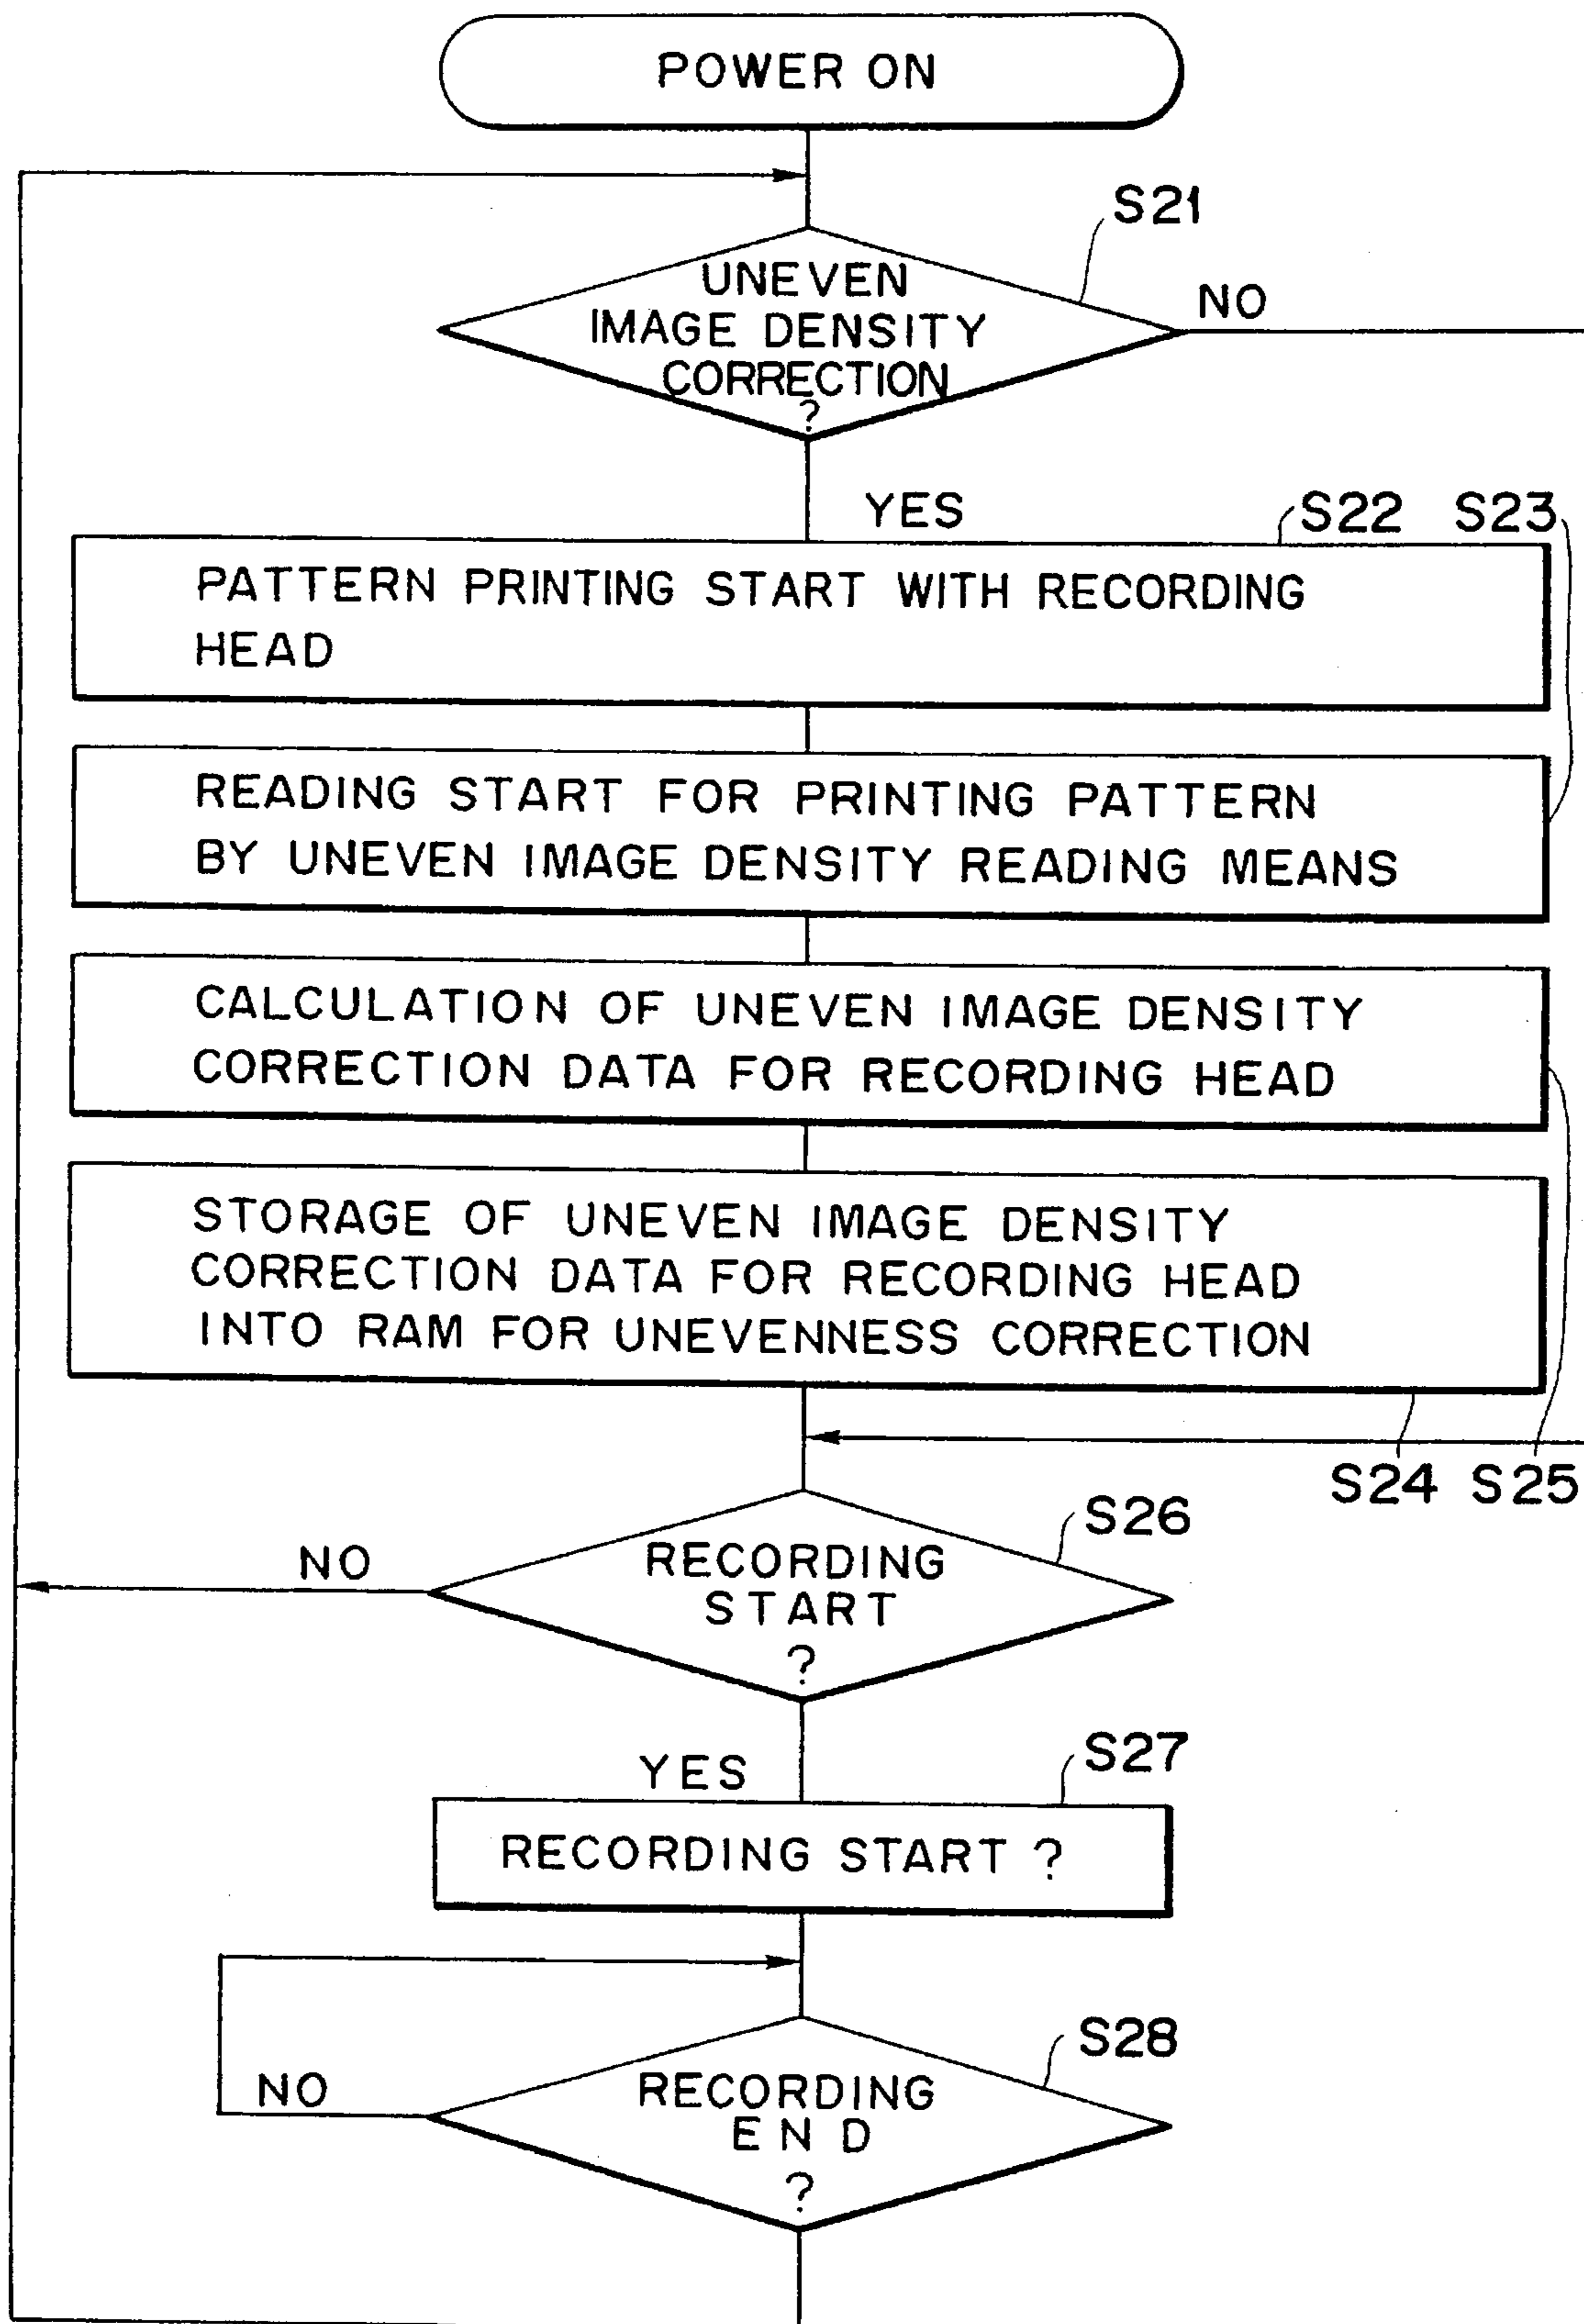 POWER ON
S21
UNEVEN
IMAGE DENSITY
CORRECTION
?
NO
YES
S22 S23
PATTERN PRINTING START WITH RECORDING
HEAD
READING START FOR PRINTING PATTERN
BY UNEVEN IMAGE DENSITY READING MEANS
CALCULATION OF UNEVEN IMAGE DENSITY
CORRECTION DATA FOR RECORDING HEAD
STORAGE OF UNEVEN IMAGE DENSITY
CORRECTION DATA FOR RECORDING HEAD
INTO RAM FOR UNEVENNESS CORRECTION
S24 S25
S26
NO
RECORDING
START
?
YES
S27
RECORDING START ?
S28
NO
RECORDING
END
?